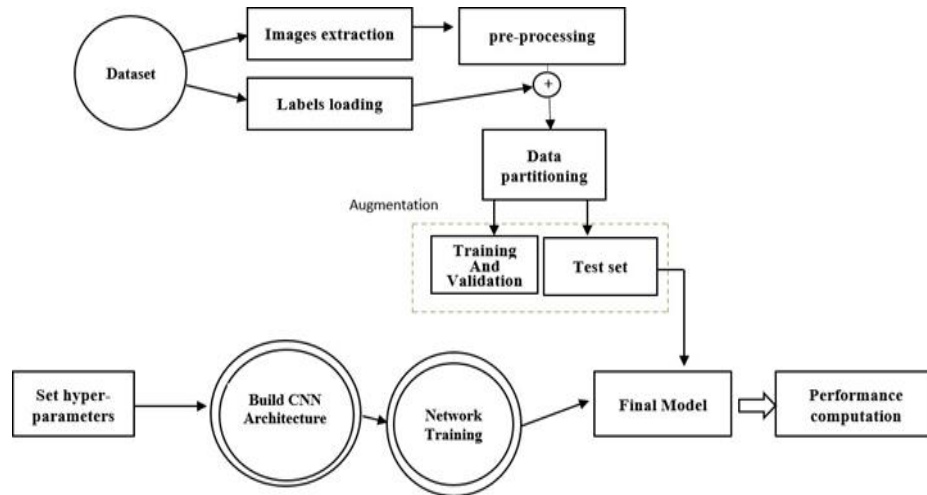 Images extraction
pre-processing
Dataset
+
Labels loading
Data
partitioning
Augmentation
Training
And
Validation
Test set
Set hyper-
parameters
Build CNN
Architecture
Network
Training
Final Model
Performance
computation